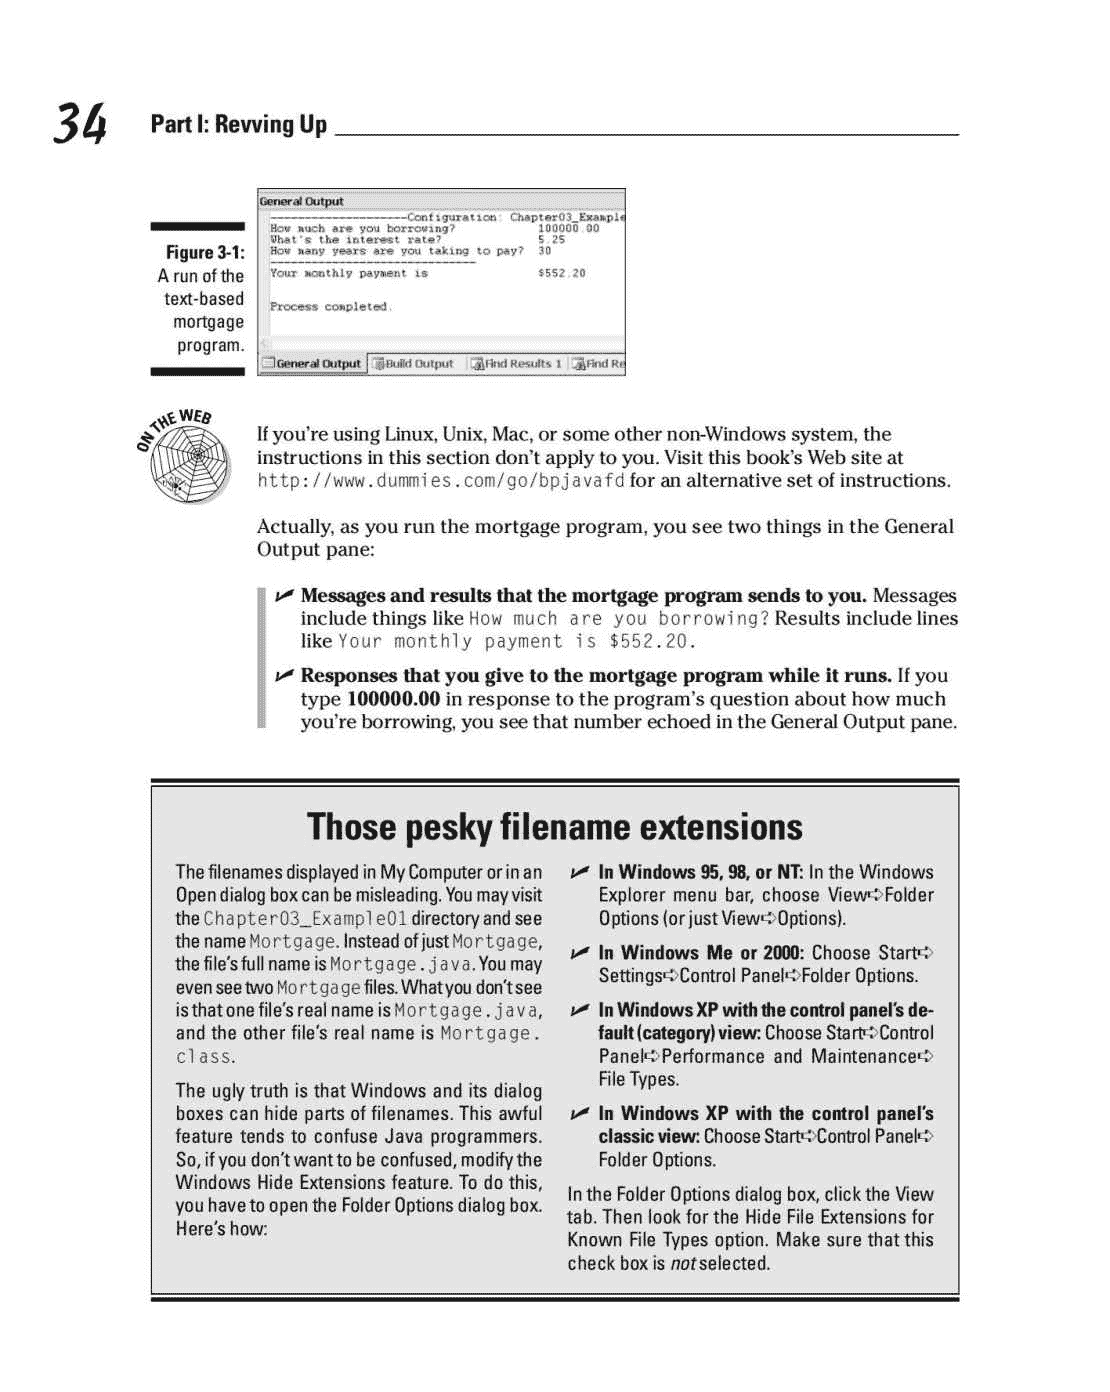 34
Part I: Revving Up
General Output
--------------------Configuration: Chapter03_Example
How much are you borrowing? 100000.00
What's the interest rate? 5.25
How many years are you taking to pay? 30
------------------------------
Your monthly payment is $552.20
Process completed.
General Output Build Output Find Results 1 Find Re
Figure 3-1:
A run of the
text-based
mortgage
program.
ON THE WEB
If you're using Linux, Unix, Mac, or some other non-Windows system, the
instructions in this section don't apply to you. Visit this book's Web site at
http://www.dummies.com/go/bpjavafd for an alternative set of instructions.
Actually, as you run the mortgage program, you see two things in the General
Output pane:
✓ Messages and results that the mortgage program sends to you. Messages
include things like How much are you borrowing? Results include lines
like Your monthly payment is $552.20.
✓ Responses that you give to the mortgage program while it runs. If you
type 100000.00 in response to the program's question about how much
you're borrowing, you see that number echoed in the General Output pane.
Those pesky filename extensions
The filenames displayed in My Computer or in an
Open dialog box can be misleading. You may visit
the Chapter03_Example01 directory and see
the name Mortgage. Instead of just Mortgage,
the file's full name is Mortgage.java. You may
even see two Mortgage files. What you don't see
is that one file's real name is Mortgage.java,
and the other file's real name is Mortgage.
class.
The ugly truth is that Windows and its dialog
boxes can hide parts of filenames. This awful
feature tends to confuse Java programmers.
So, if you don't want to be confused, modify the
Windows Hide Extensions feature. To do this,
you have to open the Folder Options dialog box.
Here's how:
✓ In Windows 95, 98, or NT: In the Windows
Explorer menu bar, choose View➪Folder
Options (or just View➪Options).
✓ In Windows Me or 2000: Choose Start➪
Settings➪Control Panel➪Folder Options.
✓ In Windows XP with the control panel's de-
fault (category) view: Choose Start➪Control
Panel➪Performance and Maintenance➪
File Types.
✓ In Windows XP with the control panel's
classic view: Choose Start➪Control Panel➪
Folder Options.
In the Folder Options dialog box, click the View
tab. Then look for the Hide File Extensions for
Known File Types option. Make sure that this
check box is not selected.